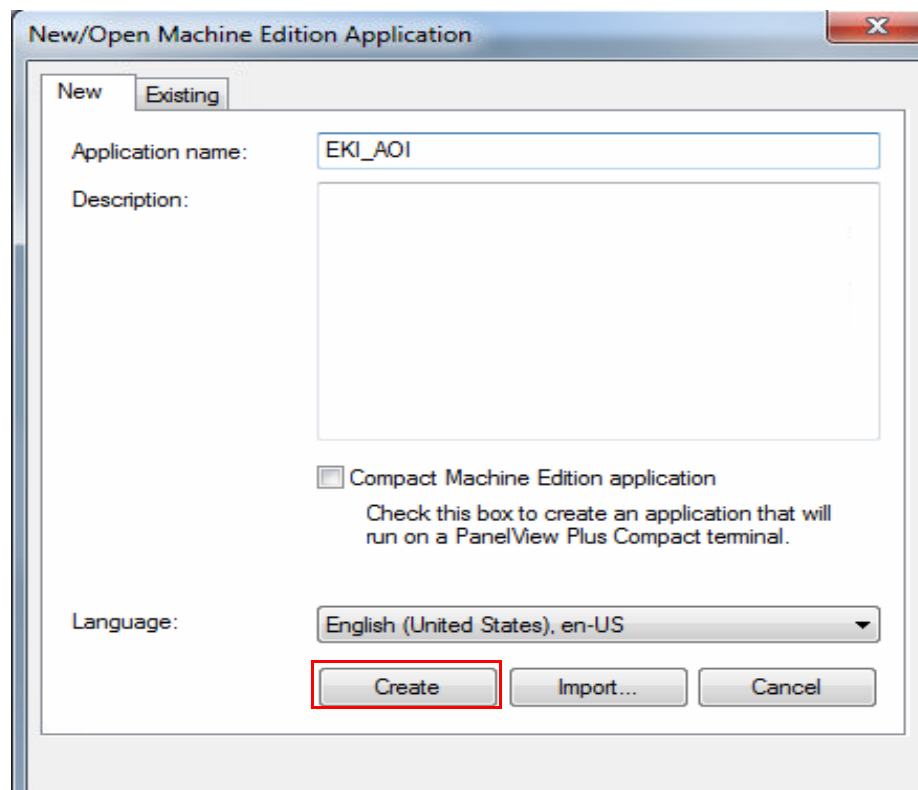 New/Open Machine Edition Application
New
Existing
Application name:
EKI_AOI
Description:
Compact Machine Edition application
Check this box to create an application that will
run on a PanelView Plus Compact terminal.
Language:
English (United States), en-US
Create
Import...
Cancel